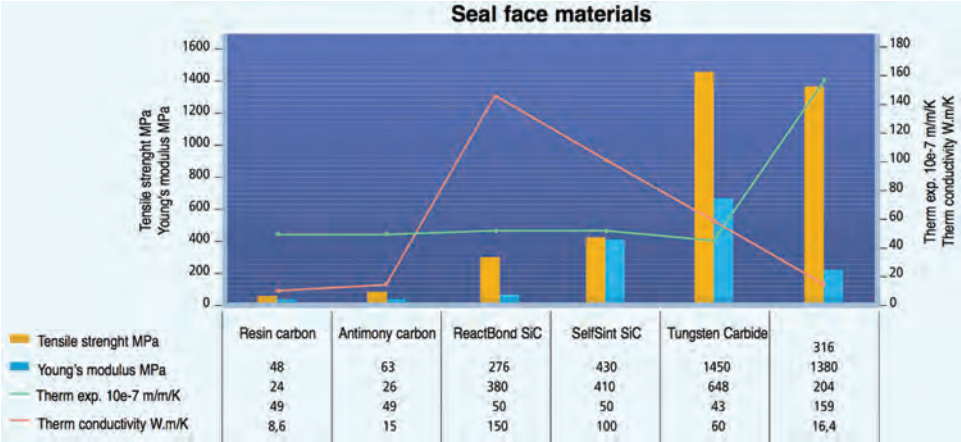 Seal face materials
Tensile strenght MPa
Young's modulus MPa
1600
1400
1200
1000
800
600
400
200
0
180
160
140
120
100
80
60
40
20
0
Therm exp. 10e-7 m/m/K
Therm conductivity W.m/K
Resin carbon Antimony carbon ReactBond SiC SelfSint SiC Tungsten Carbide 316
Tensile strenght MPa 48 63 276 430 1450 1380
Young's modulus MPa 24 26 380 410 648 204
Therm exp. 10e-7 m/m/K 49 49 50 50 43 159
Therm conductivity W.m/K 8,6 15 150 100 60 16,4